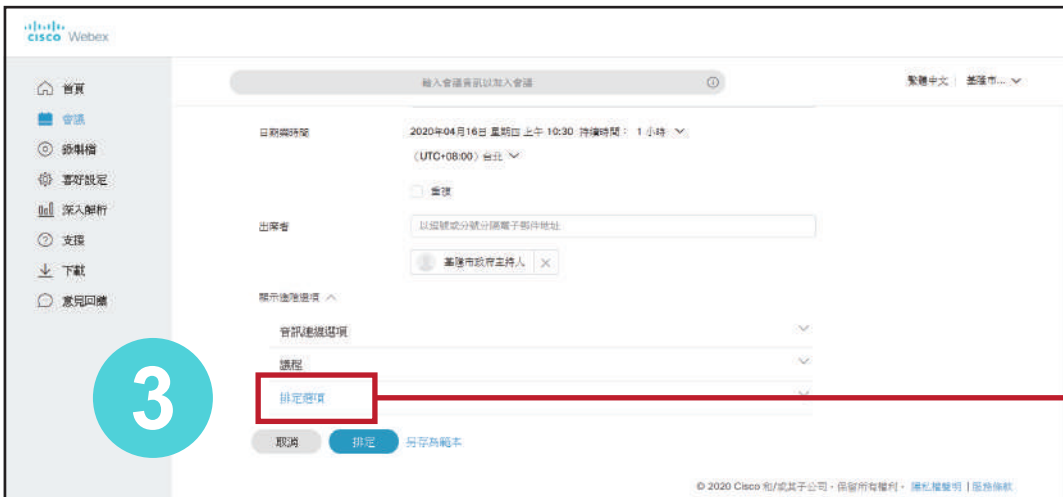 cisco Webex
首頁
會議
錄製檔
喜好設定
深入解析
支援
下載
意見回饋
輸入會議資訊以加入會議
繁體中文 | 基隆市...
日期與時間
2020年04月16日 星期四 上午 10:30 持續時間： 1 小時
(UTC+08:00) 台北
重複
出席者
以逗號或分號分隔電子郵件地址
基隆市政府主持人
顯示進階選項
音訊連線選項
議程
排定選項
3
取消
排定
另存為範本
© 2020 Cisco 和/或其子公司。保留所有權利。 隱私權聲明 | 服務條款